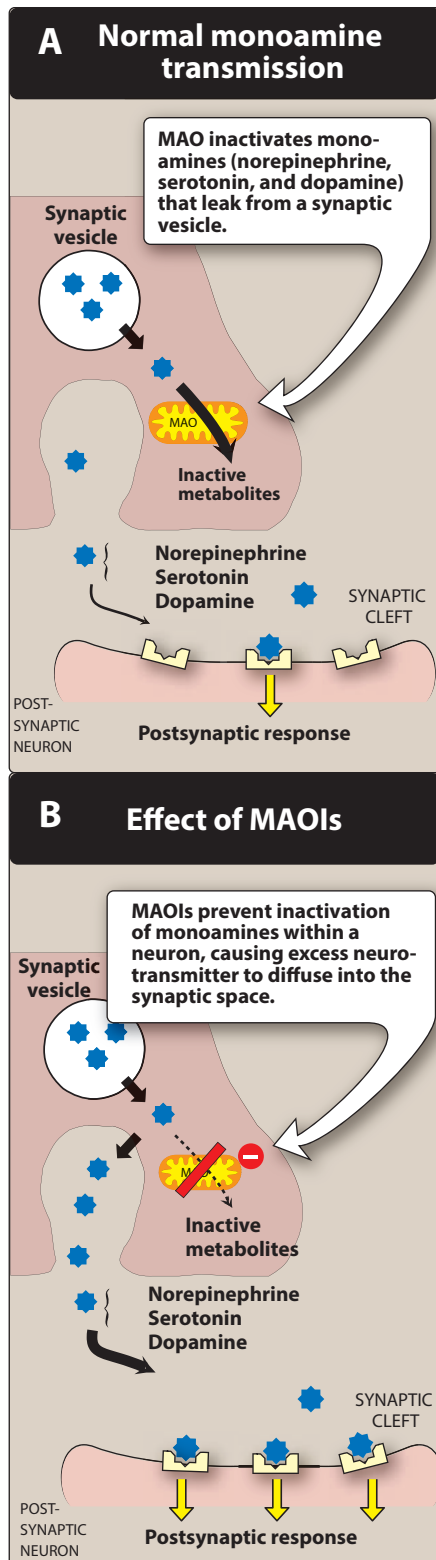 A
Normal monoamine
transmission
MAO inactivates mono-
amines (norepinephrine,
serotonin, and dopamine)
that leak from a synaptic
vesicle.
Synaptic
vesicle
MAO
Inactive
metabolites
Norepinephrine
Serotonin
Dopamine
SYNAPTIC
CLEFT
POST-
SYNAPTIC
NEURON
Postsynaptic response
B
Effect of MAOIs
MAOIs prevent inactivation
of monoamines within a
neuron, causing excess neuro-
transmitter to diffuse into the
synaptic space.
Synaptic
vesicle
MAO
Inactive
metabolites
Norepinephrine
Serotonin
Dopamine
SYNAPTIC
CLEFT
POST-
SYNAPTIC
NEURON
Postsynaptic response